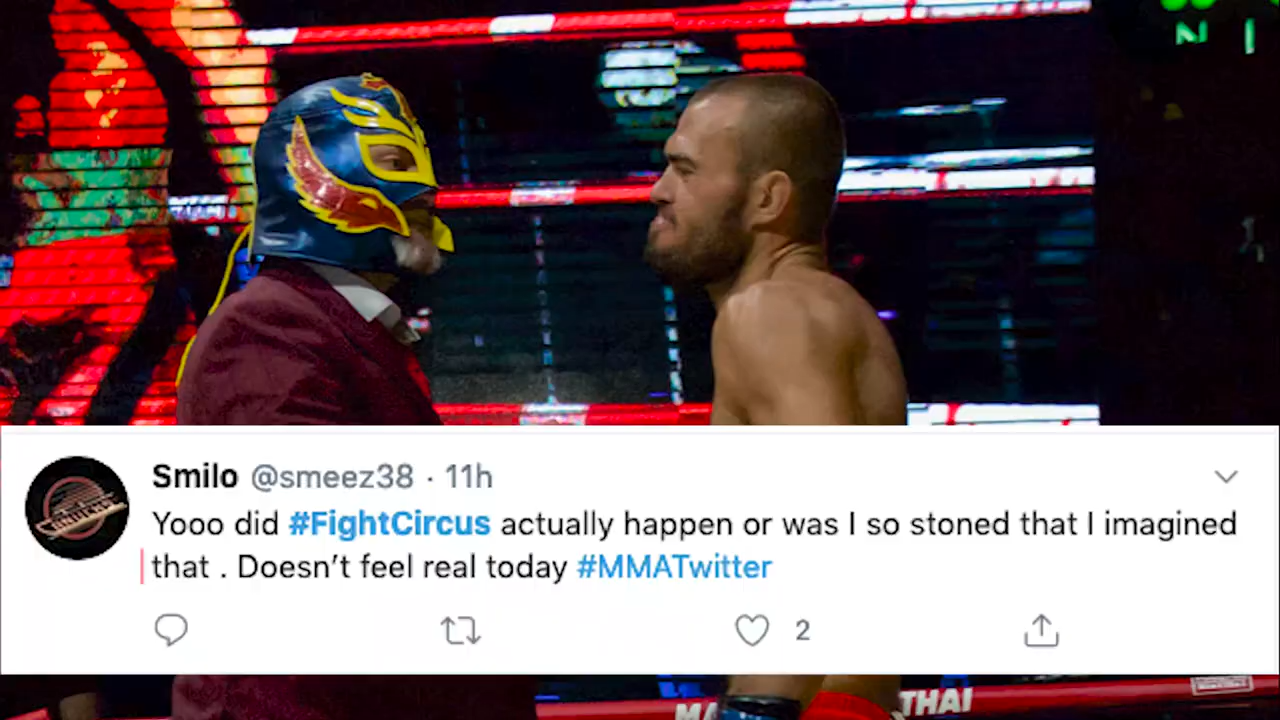 Smilo @smeez38 · 11h
Yooo did #FightCircus actually happen or was I so stoned that I imagined
that . Doesn’t feel real today #MMATwitter
2
THAI